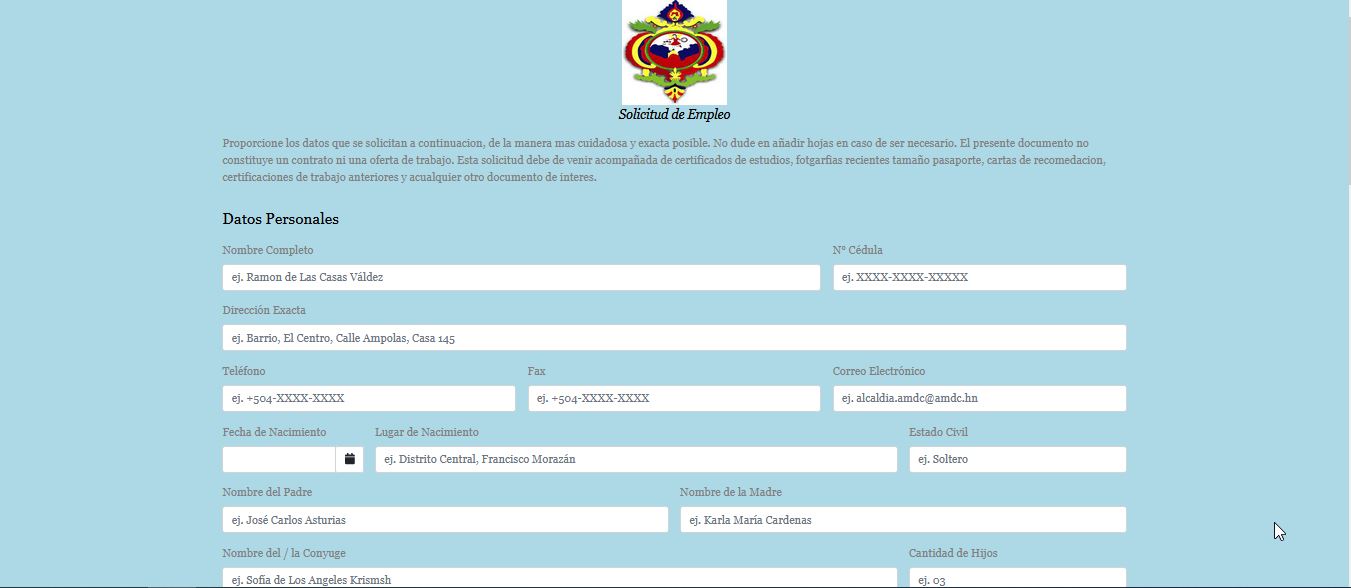 Solicitud de Empleo
Proporcione los datos que se solicitan a continuacion, de la manera mas cuidadosa y exacta posible. No dude en añadir hojas en caso de ser necesario. El presente documento no
constituye un contrato ni una oferta de trabajo. Esta solicitud debe de venir acompañada de certificados de estudios, fotgarfias recientes tamaño pasaporte, cartas de recomedacion,
certificaciones de trabajo anteriores y acualquier otro documento de interes.
Datos Personales
Nombre Completo Nº Cédula
ej. Ramon de Las Casas Váldez ej. XXXX-XXXX-XXXXX
Dirección Exacta
ej. Barrio, El Centro, Calle Ampolas, Casa 145
Teléfono Fax Correo Electrónico
ej. +504-XXXX-XXXX ej. +504-XXXX-XXXX ej. alcaldia.amdc@amdc.hn
Fecha de Nacimiento Lugar de Nacimiento Estado Civil
ej. Distrito Central, Francisco Morazán ej. Soltero
Nombre del Padre Nombre de la Madre
ej. José Carlos Asturias ej. Karla María Cardenas
Nombre del / la Conyuge Cantidad de Hijos
ej. Sofía de Los Angeles Krismsh ej. 03